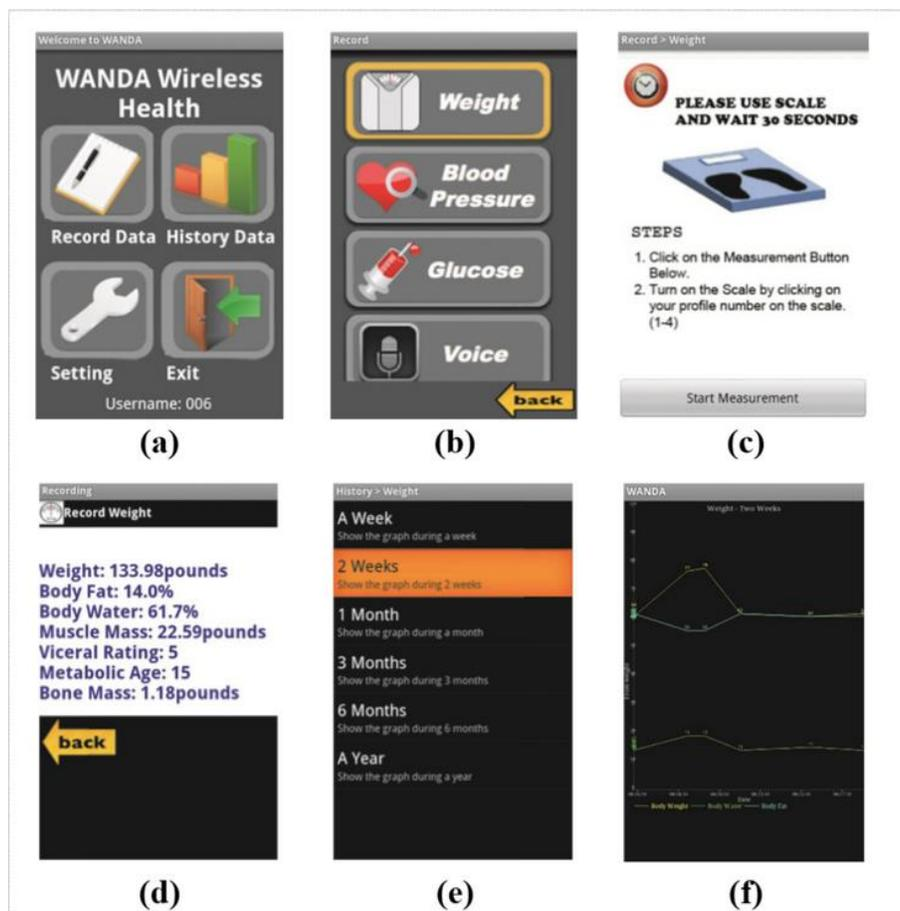 Welcome to WANDA
WANDA Wireless
Health
Record Data
History Data
Setting
Exit
Username: 006
(a)
Record
Weight
Blood
Pressure
Glucose
Voice
back
(b)
Record > Weight
PLEASE USE SCALE
AND WAIT 30 SECONDS
STEPS
1. Click on the Measurement Button
Below.
2. Turn on the Scale by clicking on
your profile number on the scale.
(1-4)
Start Measurement
(c)
Recording
Record Weight
Weight: 133.98pounds
Body Fat: 14.0%
Body Water: 61.7%
Muscle Mass: 22.59pounds
Viceral Rating: 5
Metabolic Age: 15
Bone Mass: 1.18pounds
back
(d)
History > Weight
A Week
Show the graph during a week
2 Weeks
Show the graph during 2 weeks
1 Month
Show the graph during a month
3 Months
Show the graph during 3 months
6 Months
Show the graph during 6 months
A Year
Show the graph during a year
(e)
WANDA
Weight - Two Weeks
Date
Body Weight
Body Water
Body Fat
(f)